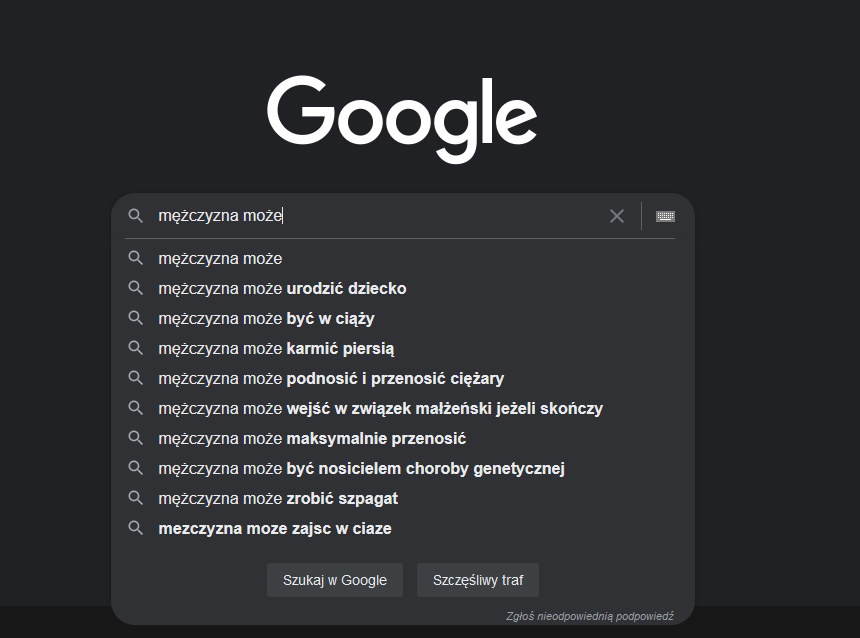 Google
mężczyzna może
mężczyzna może
mężczyzna może urodzić dziecko
mężczyzna może być w ciąży
mężczyzna może karmić piersią
mężczyzna może podnosić i przenosić ciężary
mężczyzna może wejść w związek małżeński jeżeli skończy
mężczyzna może maksymalnie przenosić
mężczyzna może być nosicielem choroby genetycznej
mężczyzna może zrobić szpagat
mezczyzna moze zajsc w ciaze
Szukaj w Google Szczęśliwy traf
Zgłoś nieodpowiednią podpowiedź